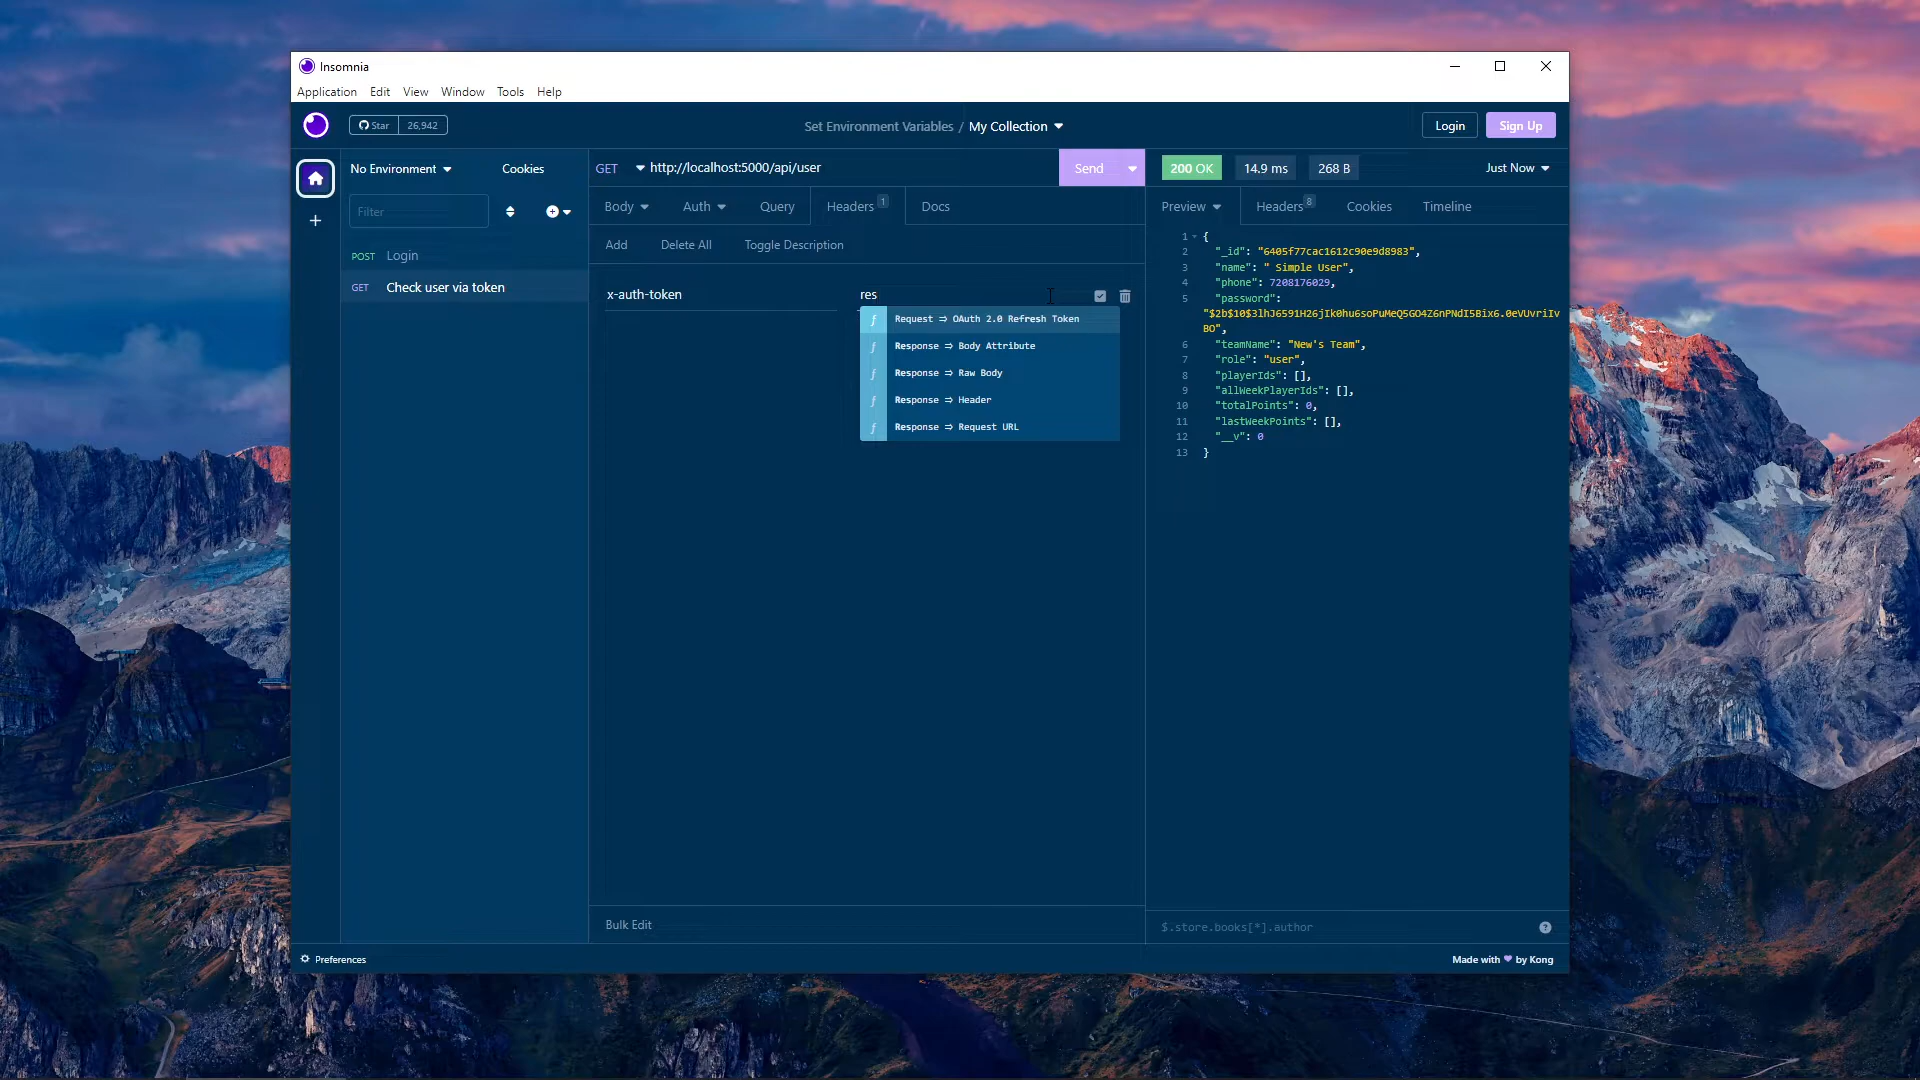 Insomnia
Application Edit View Window Tools Help
Star 26,942
Set Environment Variables / My Collection
Login Sign Up
No Environment Cookies
GET http://localhost:5000/api/user Send
200 OK 14.9 ms 268 B Just Now
Filter
Body Auth Query Headers 1 Docs
Preview Headers 8 Cookies Timeline
Add Delete All Toggle Description
POST Login
GET Check user via token
x-auth-token res
f Request ⇒ OAuth 2.0 Refresh Token
f Response ⇒ Body Attribute
f Response ⇒ Raw Body
f Response ⇒ Header
f Response ⇒ Request URL
1 {
2 "_id": "6405f77cac1612c90e9d8983",
3 "name": " Simple User",
4 "phone": 7208176029,
5 "password":
"$2b$10$3lhJ6591H26jIk0hu6soPuMeQ5GO4Z6nPNdI5Bix6.0eVUvriIv
BO",
6 "teamName": "New's Team",
7 "role": "user",
8 "playerIds": [],
9 "allWeekPlayerIds": [],
10 "totalPoints": 0,
11 "lastWeekPoints": [],
12 "__v": 0
13 }
Bulk Edit
$.store.books[*].author
Preferences
Made with ♥ by Kong